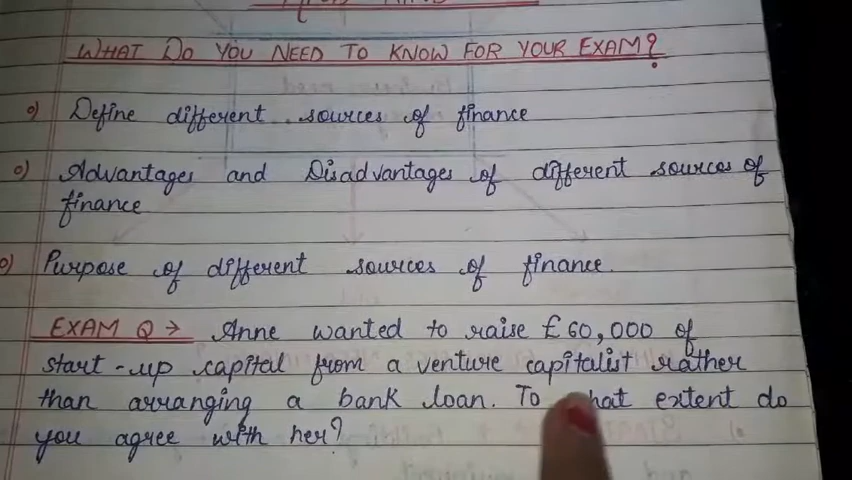 WHAT DO YOU NEED TO KNOW FOR YOUR EXAM?
o) Define different sources of finance
o) Advantages and Disadvantages of different sources of
finance
o) Purpose of different sources of finance.
EXAM Q → Anne wanted to raise £60,000 of
start-up capital from a venture capitalist rather
than arranging a bank loan. To what extent do
you agree with her?